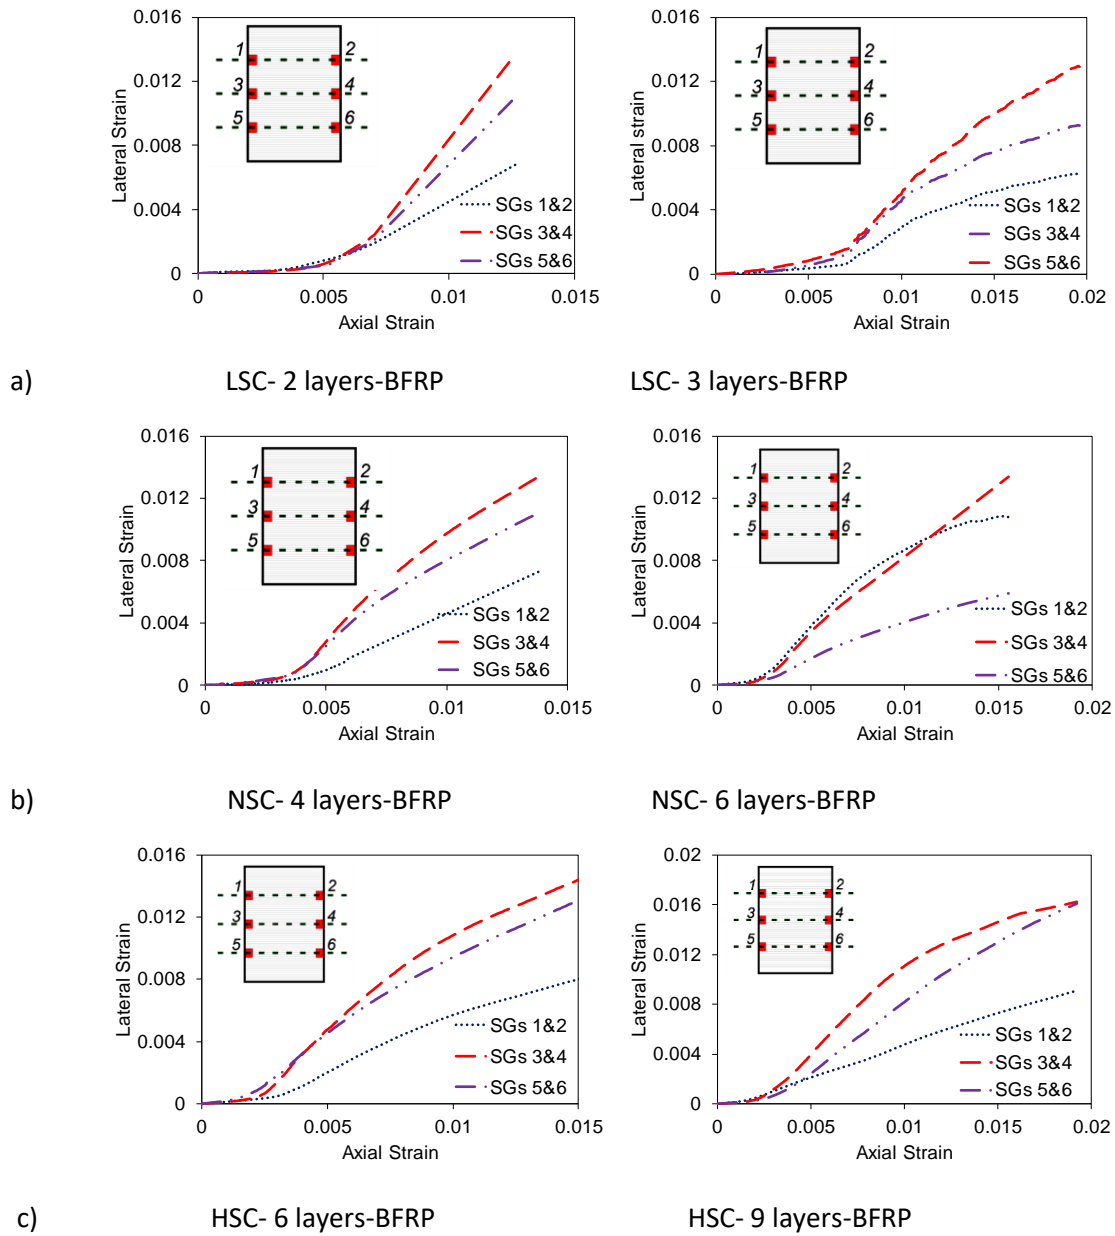 0.016
0.012
0.008
0.004
0
Lateral Strain
1 2
3 4
5 6
SGs 1&2
SGs 3&4
SGs 5&6
0 0.005 0.01 0.015
Axial Strain
0.016
0.012
0.008
0.004
0
Lateral strain
1 2
3 4
5 6
SGs 1&2
SGs 3&4
SGs 5&6
0 0.005 0.01 0.015 0.02
Axial Strain
a) LSC- 2 layers-BFRP LSC- 3 layers-BFRP
0.016
0.012
0.008
0.004
0
Lateral Strain
1 2
3 4
5 6
SGs 1&2
SGs 3&4
SGs 5&6
0 0.005 0.01 0.015
Axial Strain
0.016
0.012
0.008
0.004
0
Lateral Strain
1 2
3 4
5 6
SGs 1&2
SGs 3&4
SGs 5&6
0 0.005 0.01 0.015 0.02
Axial Strain
b) NSC- 4 layers-BFRP NSC- 6 layers-BFRP
0.016
0.012
0.008
0.004
0
Lateral Strain
1 2
3 4
5 6
SGs 1&2
SGs 3&4
SGs 5&6
0 0.005 0.01 0.015
Axial Strain
0.02
0.016
0.012
0.008
0.004
0
Lateral Strain
1 2
3 4
5 6
SGs 1&2
SGs 3&4
SGs 5&6
0 0.005 0.01 0.015 0.02
Axial Strain
c) HSC- 6 layers-BFRP HSC- 9 layers-BFRP